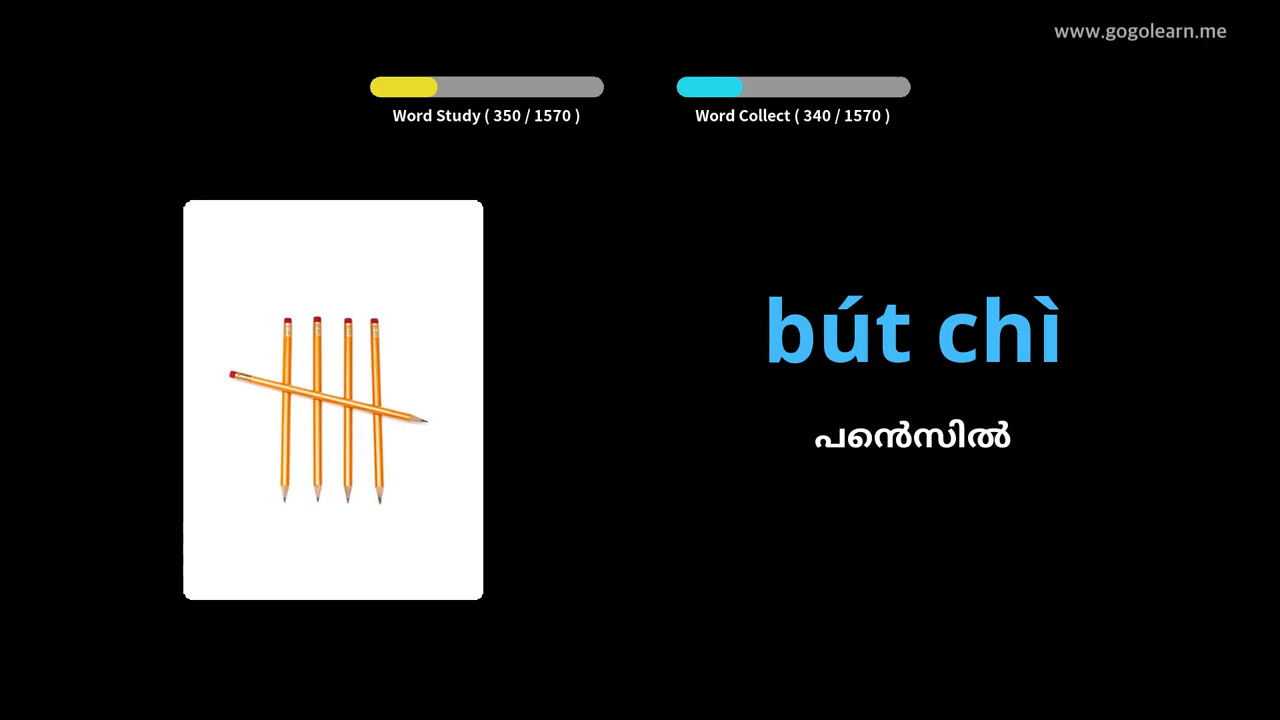 www.gogolearn.me
Word Study ( 350 / 1570 )
Word Collect ( 340 / 1570 )
bút chì
പെൻസിൽ